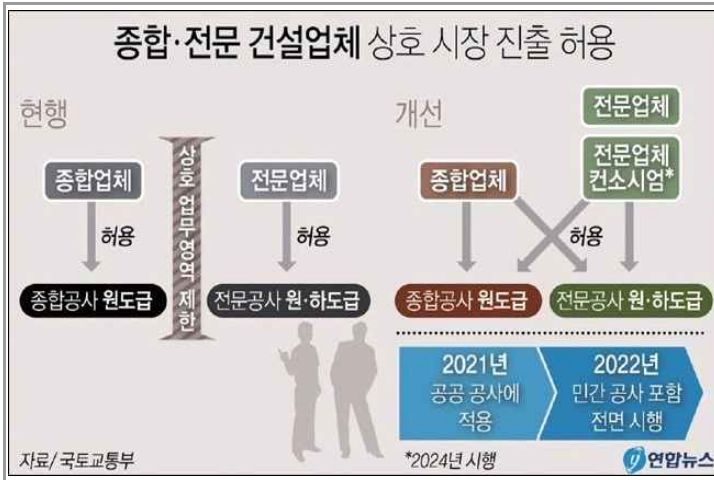 종합·전문 건설업체 상호 시장 진출 허용
현행
종합업체
허용
종합공사 원도급
상호 업무영역 제한
전문업체
허용
전문공사 원·하도급
개선
종합업체
전문업체
전문업체
컨소시엄*
허용
종합공사 원도급
전문공사 원·하도급
2021년
공공 공사에
적용
2022년
민간 공사 포함
전면 시행
자료/ 국토교통부
*2024년 시행
y 연합뉴스